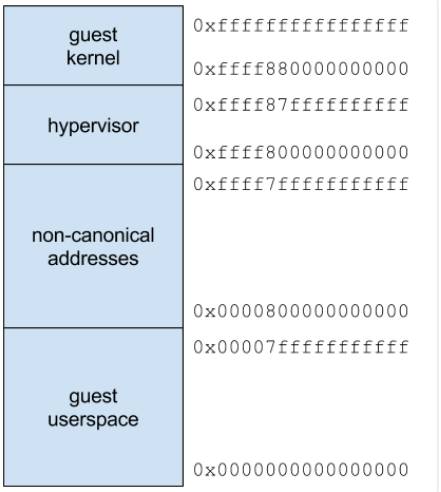 guest
kernel
0xffffffffffffffff
0xffff880000000000
hypervisor
0xffff87ffffffffff
0xffff800000000000
non-canonical
addresses
0xffff7fffffffffff
0x0000800000000000
guest
userspace
0x00007fffffffffff
0x0000000000000000